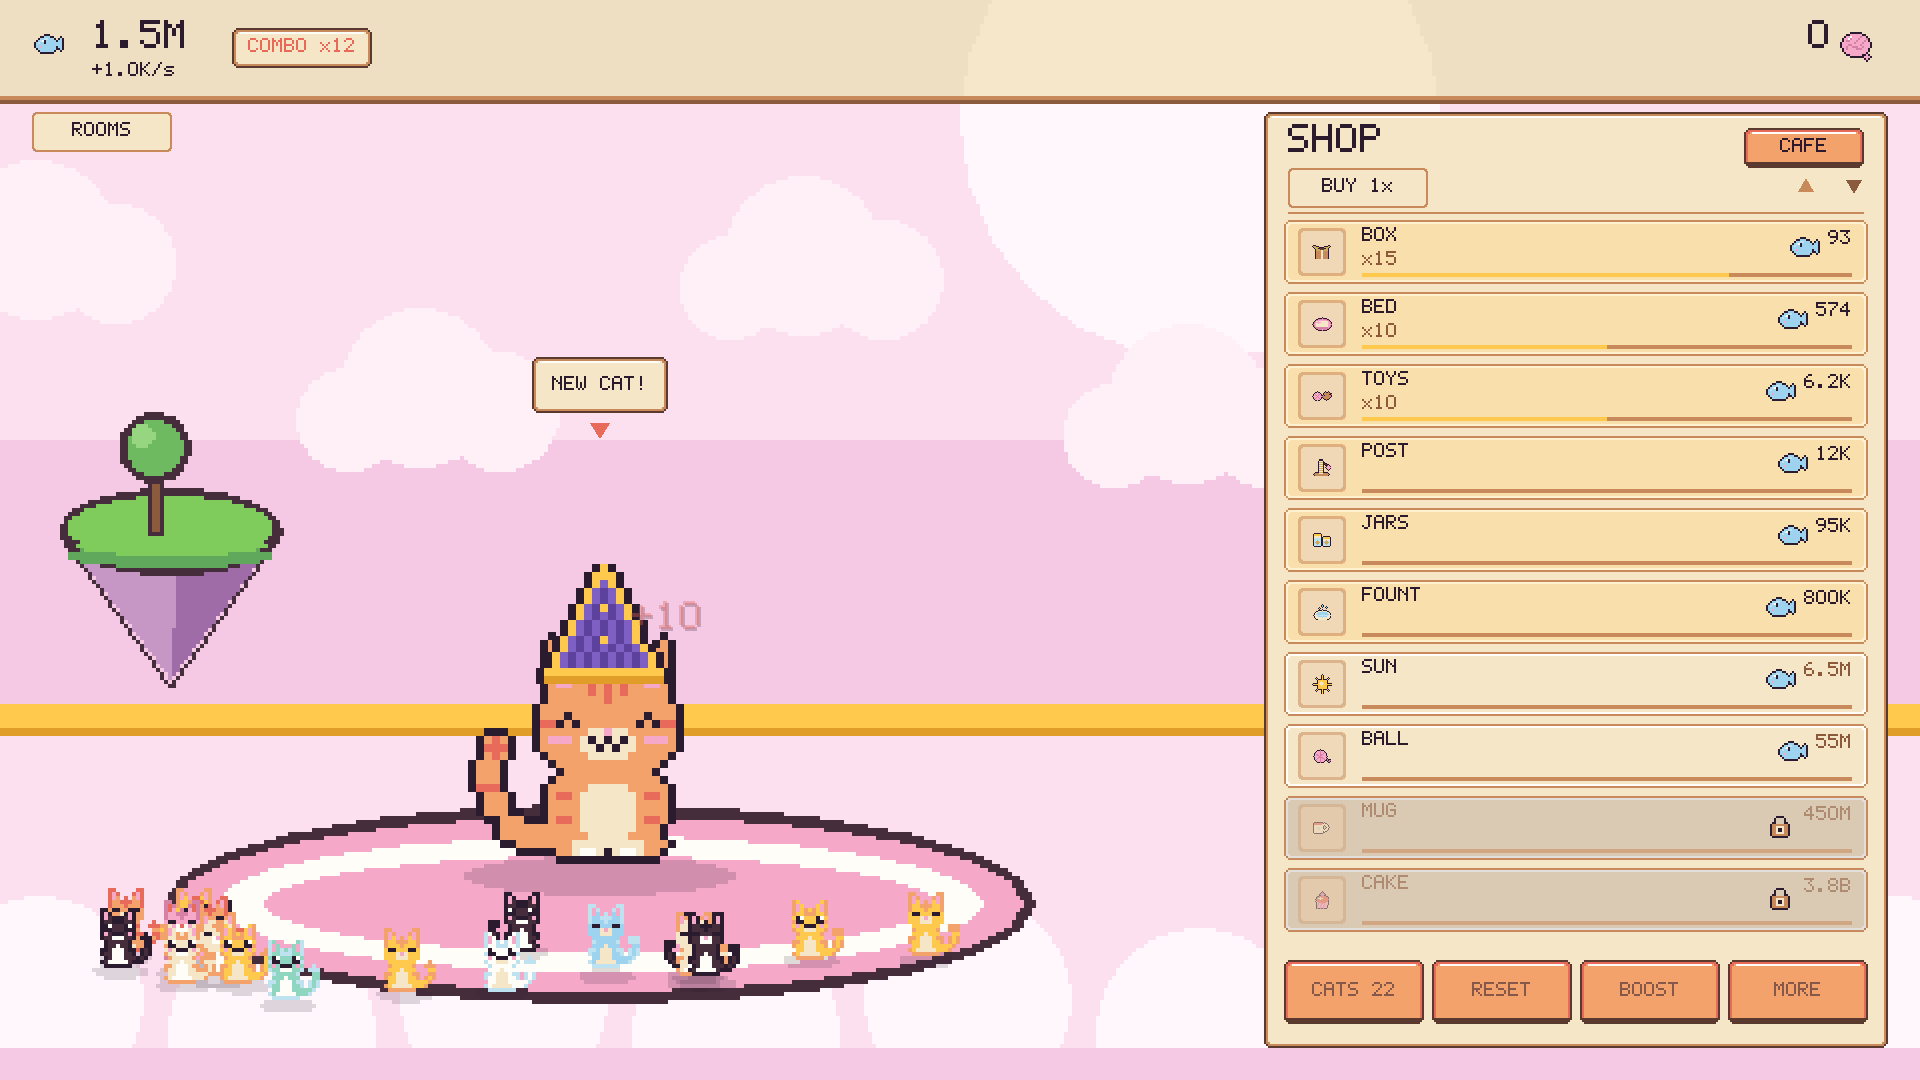 1.5M
+1.0K/s
COMBO x12
0
ROOMS
SHOP
CAFE
BUY 1x
BOX
x15
93
BED
x10
574
TOYS
x10
6.2K
POST
12K
JARS
95K
FOUNT
800K
SUN
6.5M
BALL
55M
MUG
450M
CAKE
3.8B
NEW CAT!
+10
CATS 22
RESET
BOOST
MORE